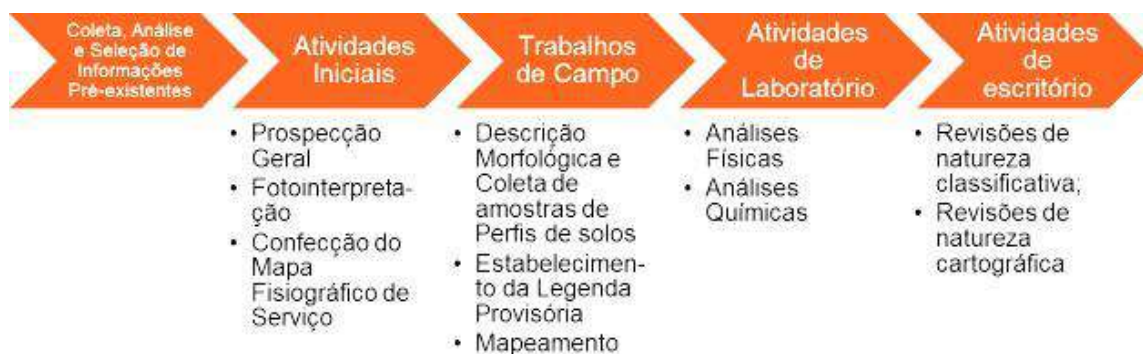 Coleta, Análise
e Seleção de
Informações
Pré-existentes
Atividades
Iniciais
• Prospecção
Geral
• Fotointerpreta-
ção
• Confecção do
Mapa
Fisiográfico de
Serviço
Trabalhos
de Campo
• Descrição
Morfológica e
Coleta de
amostras de
Perfis de solos
• Estabelecimen-
to da Legenda
Provisória
• Mapeamento
Atividades
de
Laboratório
• Análises
Físicas
• Análises
Químicas
Atividades
de
escritório
• Revisões de
natureza
classificativa;
• Revisões de
natureza
cartográfica